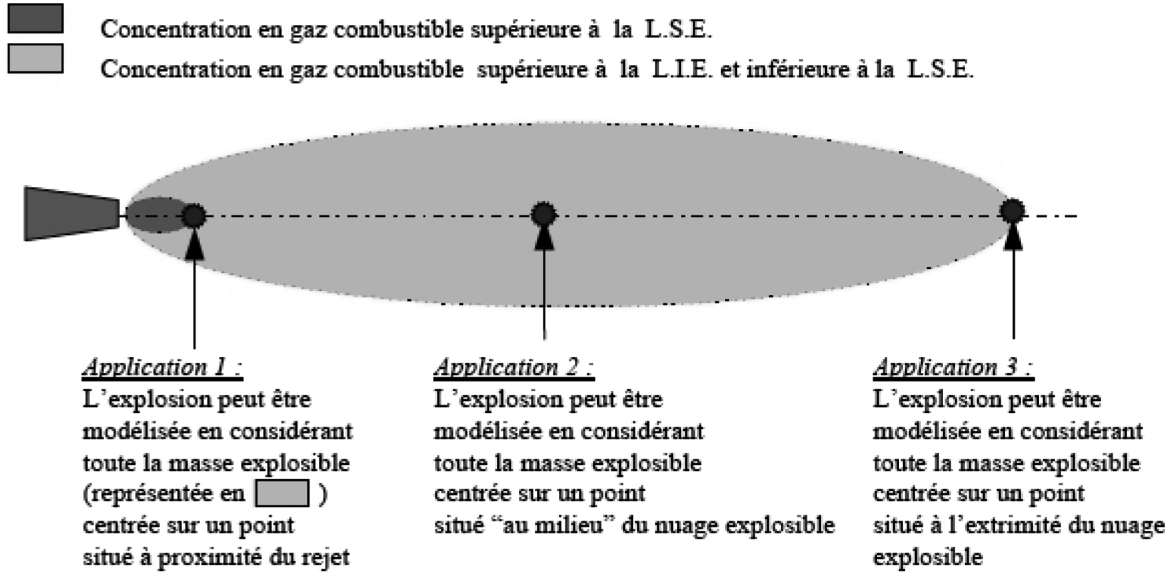 Concentration en gaz combustible supérieure à la L.S.E.
Concentration en gaz combustible supérieure à la L.I.E. et inférieure à la L.S.E.
Application 1 :
L’explosion peut être
modélisée en considérant
toute la masse explosible
(représentée en )
centrée sur un point
situé à proximité du rejet
Application 2 :
L’explosion peut être
modélisée en considérant
toute la masse explosible
centrée sur un point
situé “au milieu” du nuage explosible
Application 3 :
L’explosion peut être
modélisée en considérant
toute la masse explosible
centrée sur un point
situé à l’extrimité du nuage
explosible